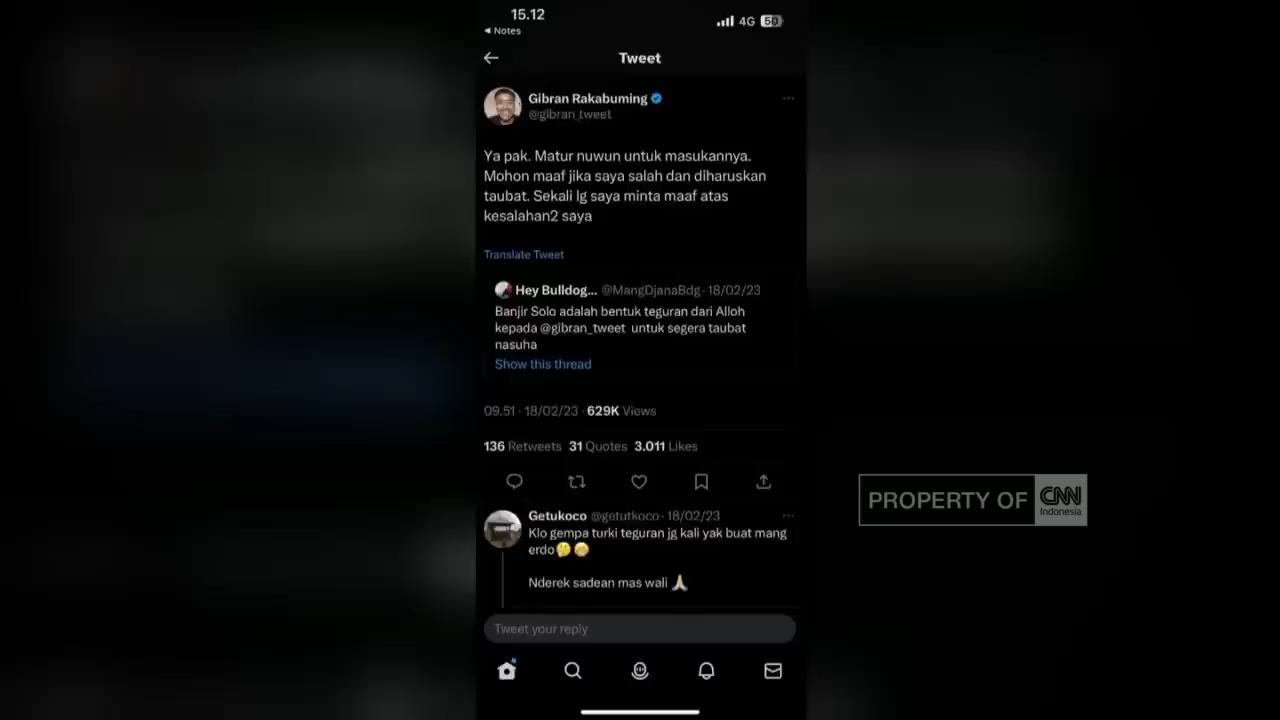 15.12
4G 50
Notes
Tweet
Gibran Rakabuming
@gibran_tweet
Ya pak. Matur nuwun untuk masukannya.
Mohon maaf jika saya salah dan diharuskan
taubat. Sekali lg saya minta maaf atas
kesalahan2 saya
Translate Tweet
Hey Bulldog... @MangDjanaBdg · 18/02/23
Banjir Solo adalah bentuk teguran dari Alloh
kepada @gibran_tweet untuk segera taubat
nasuha
Show this thread
09.51 · 18/02/23 · 629K Views
136 Retweets 31 Quotes 3.011 Likes
PROPERTY OF CNN
Indonesia
Getukoco @getutkoco · 18/02/23
Klo gempa turki teguran jg kali yak buat mang
erdo🤔🤭
Nderek sadean mas wali 🙏
Tweet your reply